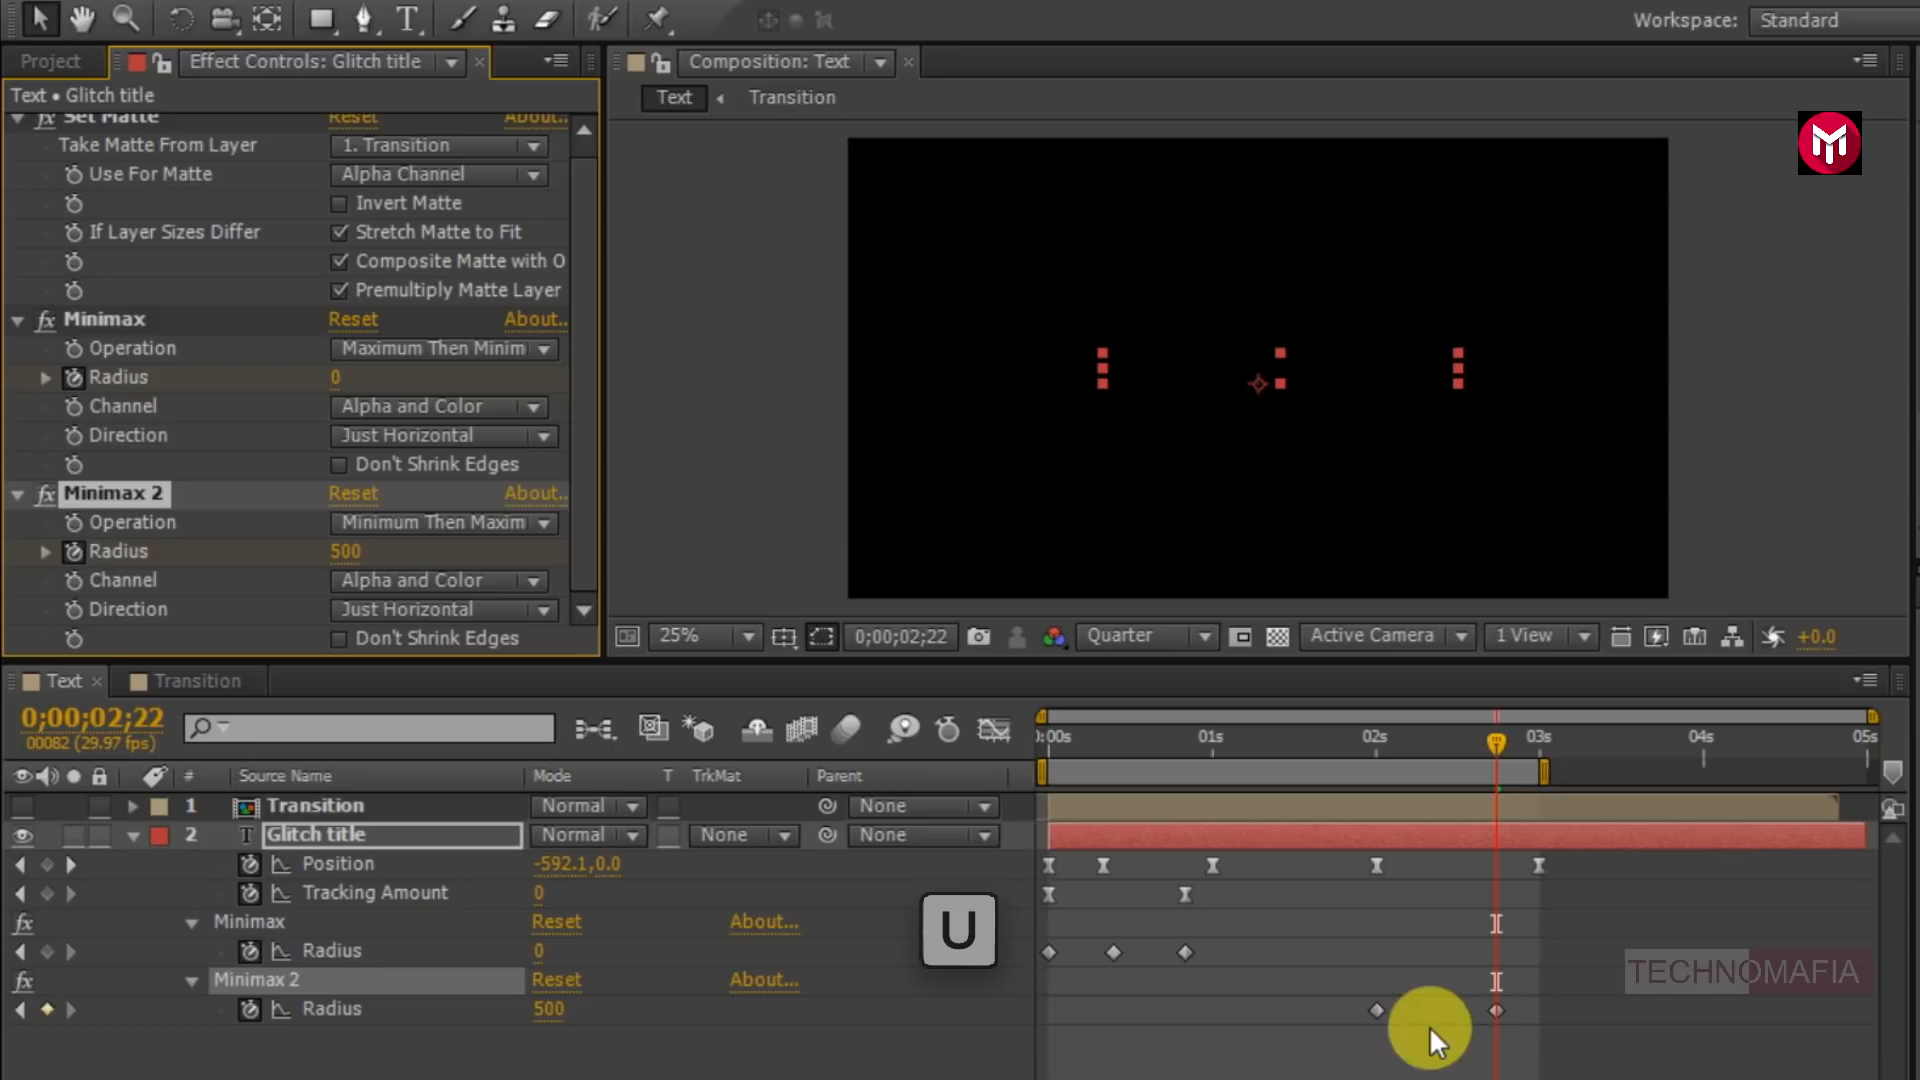 Workspace: Standard
Project
Effect Controls: Glitch title
Composition: Text
Text • Glitch title
Text
Transition
fx Set Matte Reset About..
Take Matte From Layer 1. Transition
Use For Matte Alpha Channel
Invert Matte
If Layer Sizes Differ Stretch Matte to Fit
Composite Matte with O
Premultiply Matte Layer
fx Minimax Reset About..
Operation Maximum Then Minim
Radius 0
Channel Alpha and Color
Direction Just Horizontal
Don't Shrink Edges
fx Minimax 2 Reset About..
Operation Minimum Then Maxim
Radius 500
Channel Alpha and Color
Direction Just Horizontal
Don't Shrink Edges
25% 0;00;02;22 Quarter Active Camera 1 View +0.0
Text Transition
0;00;02;22
00082 (29.97 fps)
:00s 01s 02s 03s 04s 05s
# Source Name Mode T TrkMat Parent
1 Transition Normal None
2 T Glitch title Normal None None
Position -592.1,0.0
Tracking Amount 0
fx Minimax Reset About...
Radius 0
fx Minimax 2 Reset About...
Radius 500
U
TECHNOMAFIA